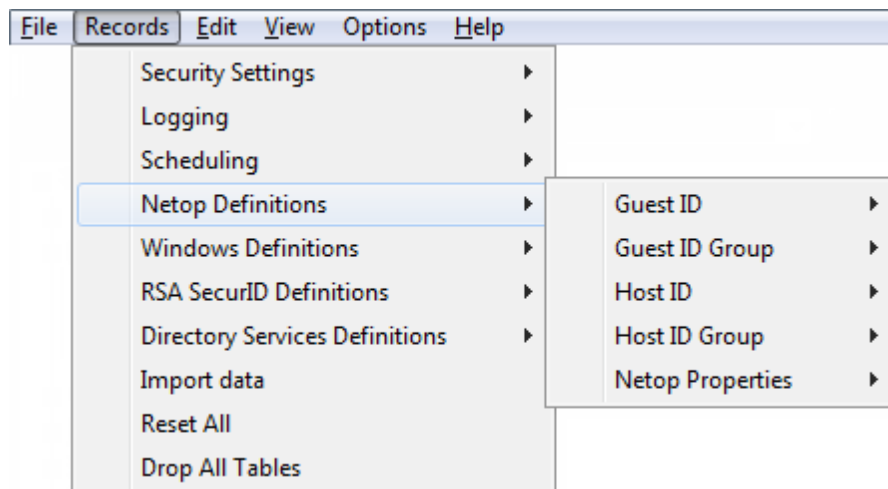 File Records Edit View Options Help
Security Settings
Logging
Scheduling
Netop Definitions
Windows Definitions
RSA SecurID Definitions
Directory Services Definitions
Import data
Reset All
Drop All Tables
Guest ID
Guest ID Group
Host ID
Host ID Group
Netop Properties